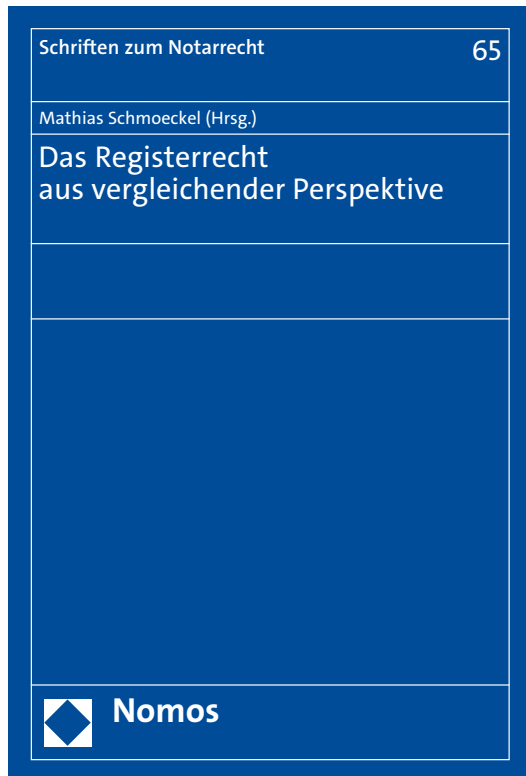 Schriften zum Notarrecht
65
Mathias Schmoeckel (Hrsg.)
Das Registerrecht
aus vergleichender Perspektive
Nomos